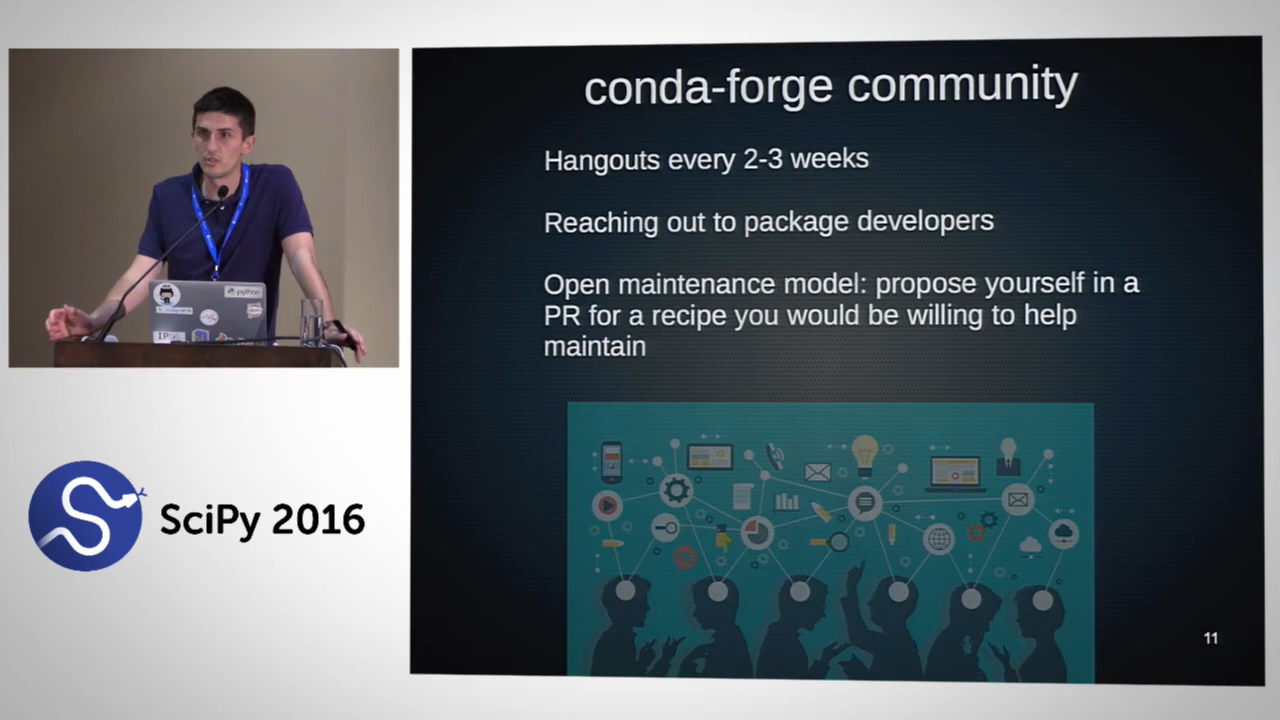 conda-forge community
Hangouts every 2-3 weeks
Reaching out to package developers
Open maintenance model: propose yourself in a
PR for a recipe you would be willing to help
maintain
11
python
IP
SciPy 2016